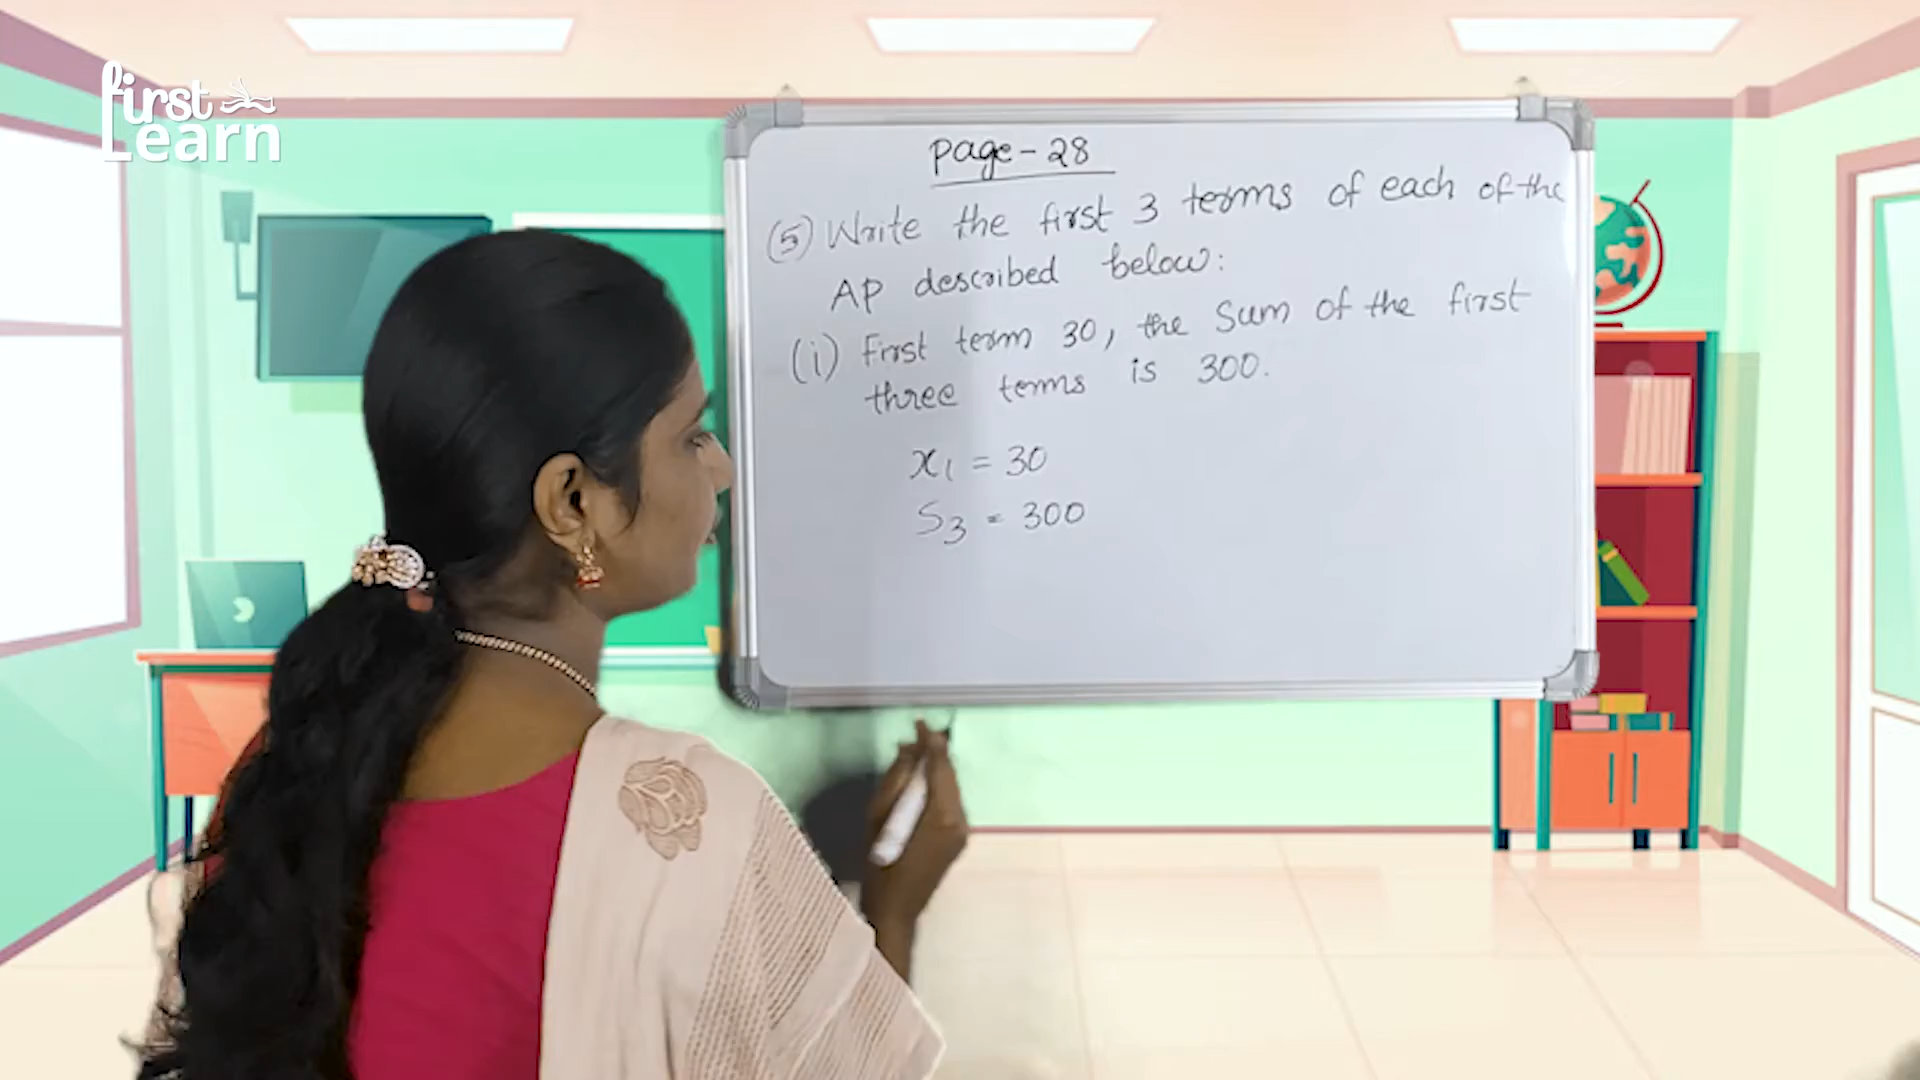 First
Learn
Page - 28
(5) Write the first 3 terms of each of the
AP described below:
(i) First term 30, the Sum of the first
three terms is 300.
x₁ = 30
S₃ = 300